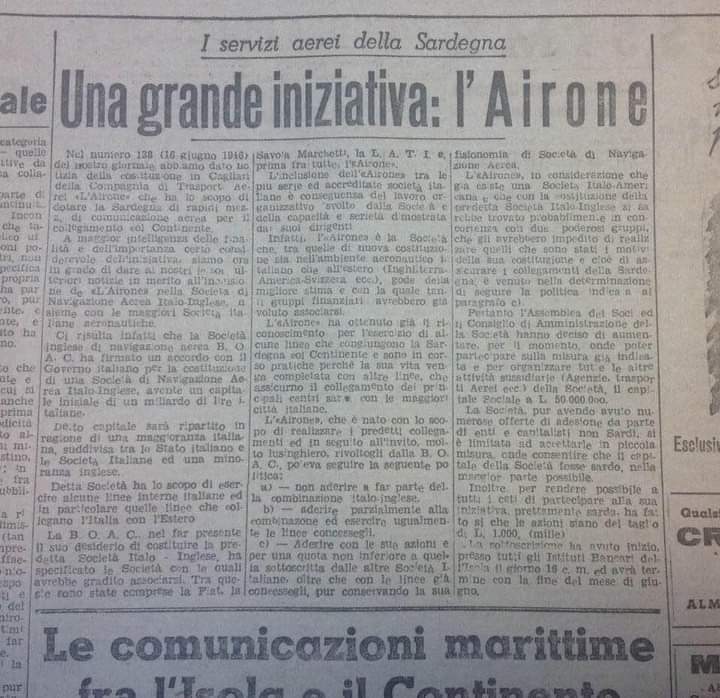 I servizi aerei della Sardegna
Una grande iniziativa: l'Airone
Nel numero 138 (16 giugno 1946)
del nostro giornale abbiamo dato no
tizia della costituzione in Cagliari
della Compagnia di Trasporti Ae
rei «L'Airone» che ha lo scopo di
dotare la Sardegna di rapidi mez
zi di comunicazione aerea per il
collegamento sul Continente.
A maggior intelligenza delle fina
lità e dell'importanza certo consi
derevole dell'iniziativa, siamo ora
in grado di dare ai nostri le
ulteriori notizie in merito all'inclusio
ne de «L'Airone» nella Società di
Navigazione Aerea Italo-Inglese, as
sieme con le maggiori Società ita
liane aeronautiche.
Ci risulta infatti che la Società
inglese di navigazione aerea B. O.
A. C. ha firmato un accordo con il
Governo italiano per la costituzione
di una Società di Navigazione Ae
rea Italo-Inglese, avente un capita
le iniziale di un miliardo di lire i
taliane.
Detto capitale sarà ripartito in
ragione di una maggioranza italia
na, suddivisa tra lo Stato italiano e
le Società Italiane ed una mino
ranza inglese.
Detta Società ha lo scopo di eser
cire alcune linee interne italiane ed
in particolare quelle linee che col
legano l'Italia con l'Estero
La B. O. A. C., nel far presente
il suo desiderio di costituire la pre
detta Società Italo - Inglese, ha
specificato le Società con le quali
avrebbe gradito associarsi. Tra que
ste sono state comprese la Fiat, la
Savoia Marchetti, la L. A. T. I. e,
prima fra tutte, l'«Airone».
L'inclusione dell'«Airone» tra le
più serie ed accreditate società ita
liane è conseguenza del lavoro or
ganizzativo svolto dalla Società e
della capacità e serietà dimostrata
dai suoi dirigenti
Infatti, l'«Airone» è la Società
che, tra quelle di nuova costituzio
ne sia nell'ambiente aeronautico i
taliano che all'estero (Inghilterra-
America-Svizzera ecc.), gode della
migliore stima e con la quale tan
ti gruppi finanziari avrebbero già
voluto associarsi.
L'«Airone» ha ottenuto già il ri
conoscimento per l'esercizio di al
cune linee che congiungono la Sarde
gna sul Continente e sono in cor
so pratiche perché la sua vita ven
ga completata con altre linee, che
assicurino il collegamento dei prin
cipali centri sardi con le maggiori
città italiane.
L'«Airone», che è nato con lo sco
po di realizzare i predetti collega
menti ed in seguito all'invito, mol
to lusinghiero, rivoltogli dalla B. O.
A. C., poteva seguire la seguente po
litica:
a) — non aderire a far parte del
la combinazione italo-inglese.
b) — aderire parzialmente alla
combinazione ed esercire ugualmen
te le linee concessegli.
c) — Aderire con le sue azioni e
per una quota non inferiore a quel
la sottoscritta dalle altre Società I
taliane, oltre che con le linee già
concessegli, pur conservando la sua
fisionomia di Società di Naviga
zione Aerea.
L'«Airone», in considerazione che
già esiste una Società Italo-Ameri
cana e che con la costituzione della
predetta Società Italo-Inglese si sa
rebbe trovato probabilmente in con
correnza con due poderosi gruppi,
che gli avrebbero impedito di realiz
zare quelli che sono stati i motivi
della sua costituzione e cioè di as
sicurare i collegamenti della Sarde
gna, è venuto nella determinazione
di seguire la politica indicata al
paragrafo c).
Pertanto l'Assemblea dei Soci ed
il Consiglio di Amministrazione del
la Società hanno deciso di aumen
tare, per il momento, onde poter
partecipare sulla misura già indica
ta e per organizzare tutte le altre
attività sussidiarie (Agenzie, traspor
ti Aerei ecc.) della Società, il capi
tale Sociale a L. 50.000.000.
La Società, pur avendo avuto nu
merose offerte di adesione da parte
di enti e capitalisti non Sardi, si
è limitata ad accettarle in piccola
misura, onde consentire che il capi
tale della Società fosse sardo, nella
maggior parte possibile.
Inoltre, per rendere possibile a
tutti i ceti di partecipare alla sua
iniziativa, prettamente sarda, ha fat
to sì che le azioni siano del taglio
di L. 1.000, (mille)
La sottoscrizione ha avuto inizio,
presso tutti gli Istituti Bancari del
l'Isola il giorno 16 c. m. ed avrà ter
mine con la fine del mese di giu
gno.
Le comunicazioni marittime
fra l'Isola e il Continente
Esclusiv
Qualsi
CR
ALM
M